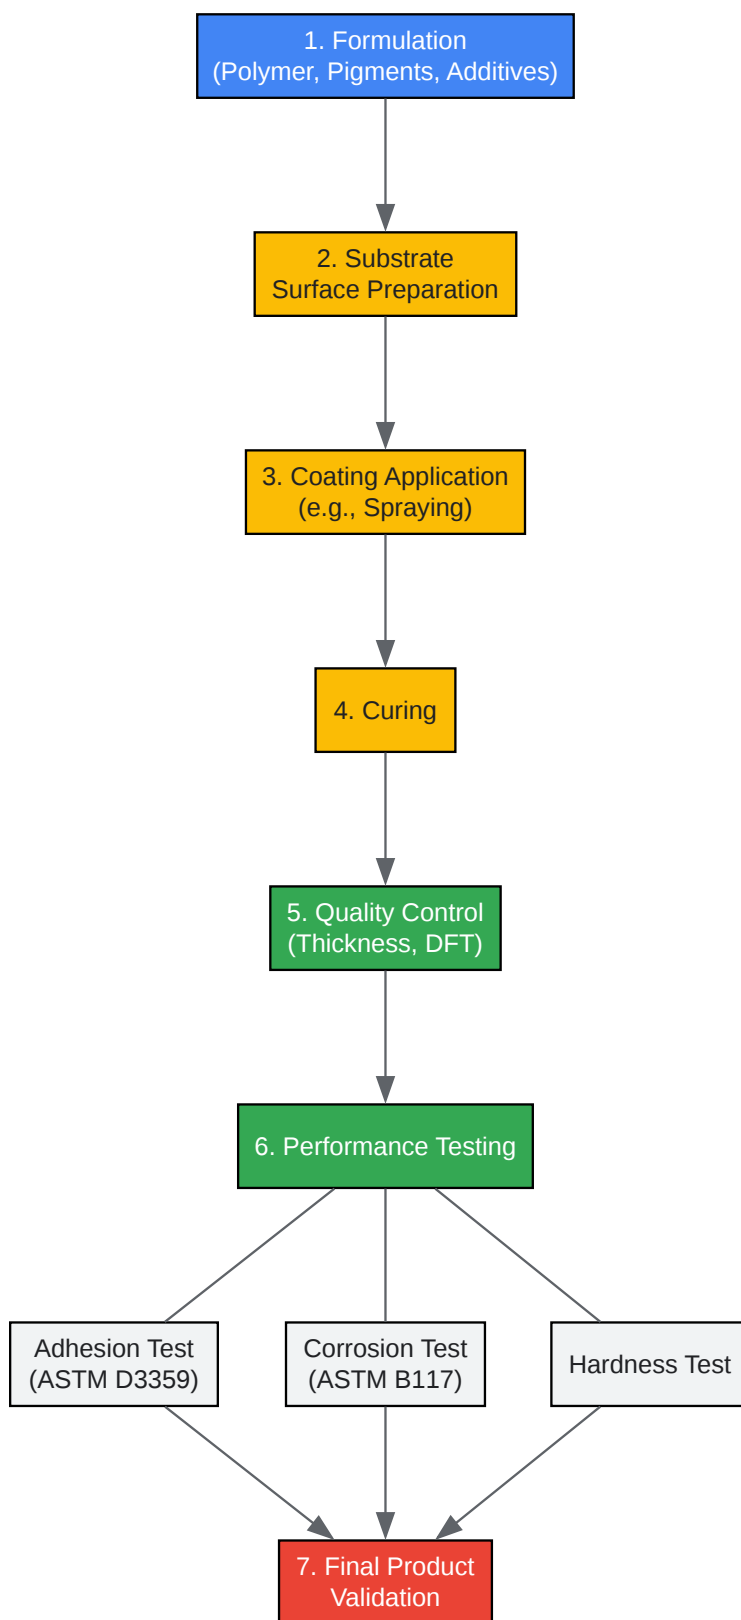 1. Formulation
(Polymer, Pigments, Additives)
2. Substrate
Surface Preparation
3. Coating Application
(e.g., Spraying)
4. Curing
5. Quality Control
(Thickness, DFT)
6. Performance Testing
Adhesion Test
(ASTM D3359)
Corrosion Test
(ASTM B117)
Hardness Test
7. Final Product
Validation